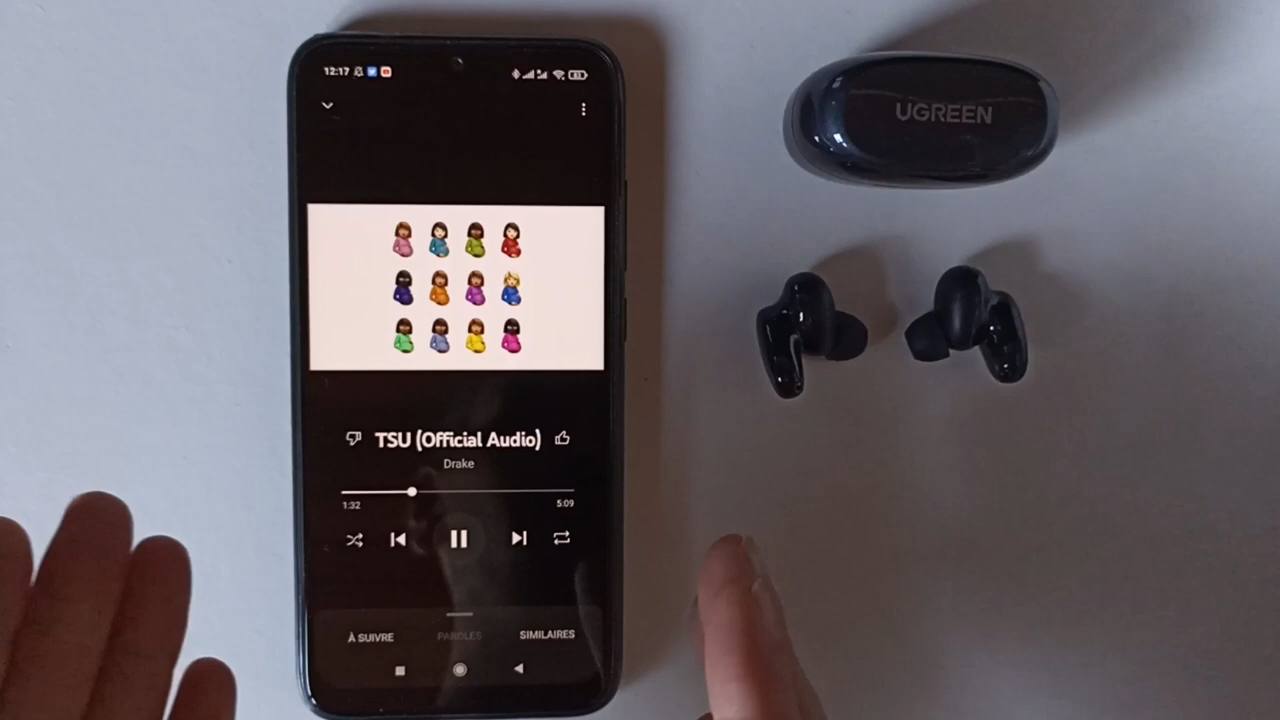 12:17
UGREEN
TSU (Official Audio)
Drake
1:32
5:09
À SUIVRE
PAROLES
SIMILAIRES